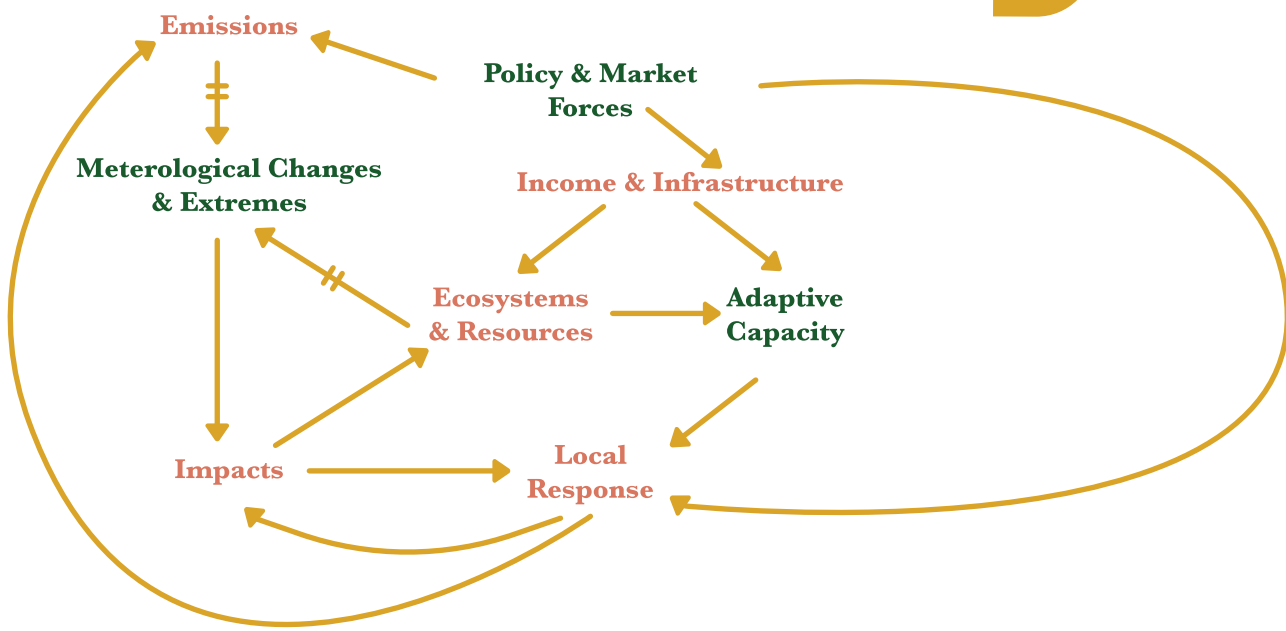 Emissions
Policy & Market
Forces
Meterological Changes
& Extremes
Income & Infrastructure
Ecosystems
& Resources
Adaptive
Capacity
Impacts
Local
Response